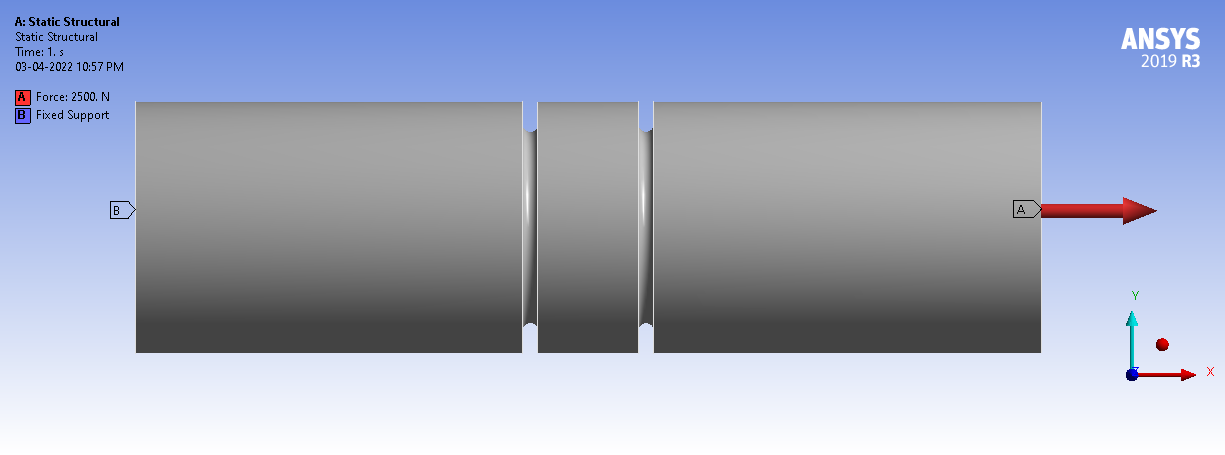 A: Static Structural
Static Structural
Time: 1. s
03-04-2022 10:57 PM
A Force: 2500. N
B Fixed Support
ANSYS
2019 R3
B
A
Y
Z
X